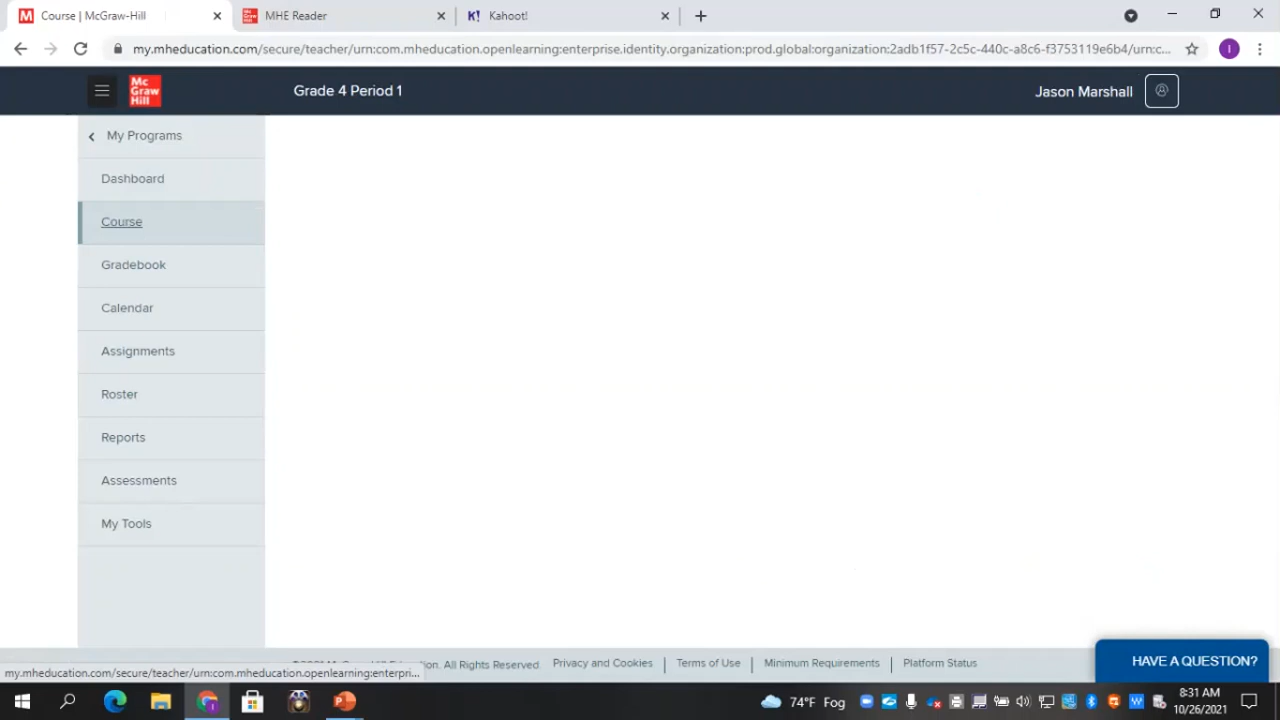 Course | McGraw-Hill
MHE Reader
K! Kahoot!
my.mheducation.com/secure/teacher/urn:com.mheducation.openlearning:enterprise.identity.organization:prod.global:organization:2adb1f57-2c5c-440c-a8c6-f3753119e6b4/urn:c...
I
Mc
Graw
Hill
Grade 4 Period 1
Jason Marshall
My Programs
Dashboard
Course
Gradebook
Calendar
Assignments
Roster
Reports
Assessments
My Tools
All Rights Reserved.
Privacy and Cookies
Terms of Use
Minimum Requirements
Platform Status
my.mheducation.com/secure/teacher/urn:com.mheducation.openlearning:enterpri...
HAVE A QUESTION?
74°F Fog
8:31 AM
10/26/2021